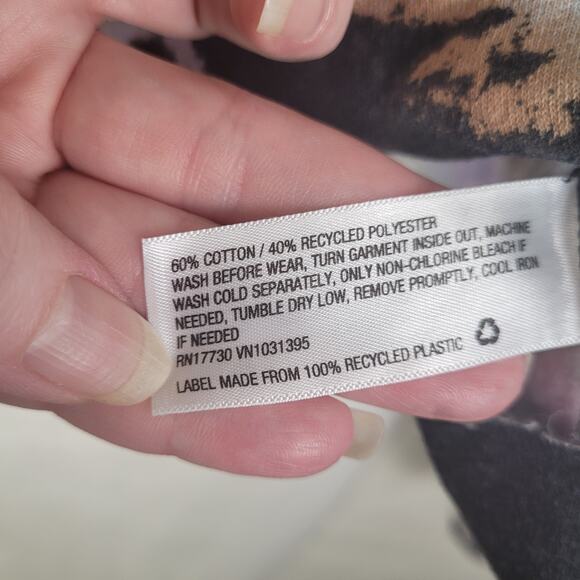 60% COTTON / 40% RECYCLED POLYESTER
WASH BEFORE WEAR, TURN GARMENT INSIDE OUT, MACHINE
WASH COLD SEPARATELY, ONLY NON-CHLORINE BLEACH IF
NEEDED, TUMBLE DRY LOW, REMOVE PROMPTLY, COOL IRON
IF NEEDED
RN17730 VN1031395
LABEL MADE FROM 100% RECYCLED PLASTIC